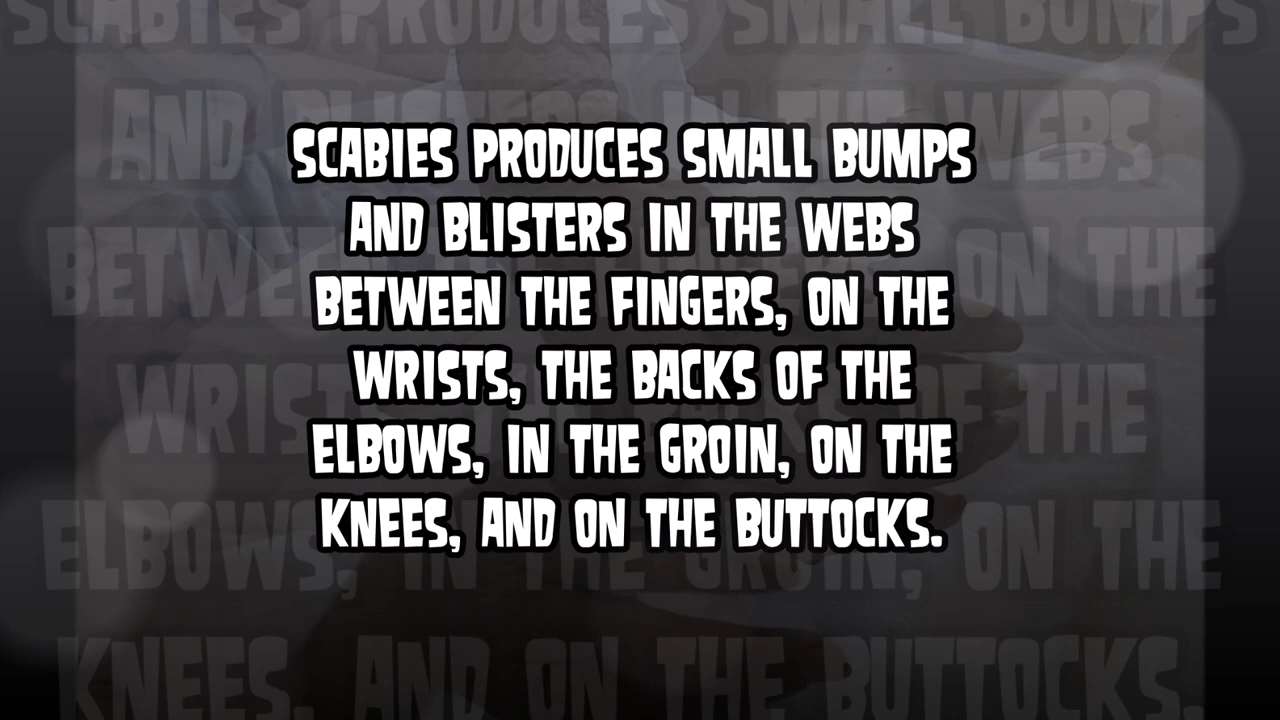 SCABIES PRODUCES SMALL BUMPS
AND BLISTERS IN THE WEBS
BETWEEN THE FINGERS, ON THE
WRISTS, THE BACKS OF THE
ELBOWS, IN THE GROIN, ON THE
KNEES, AND ON THE BUTTOCKS.